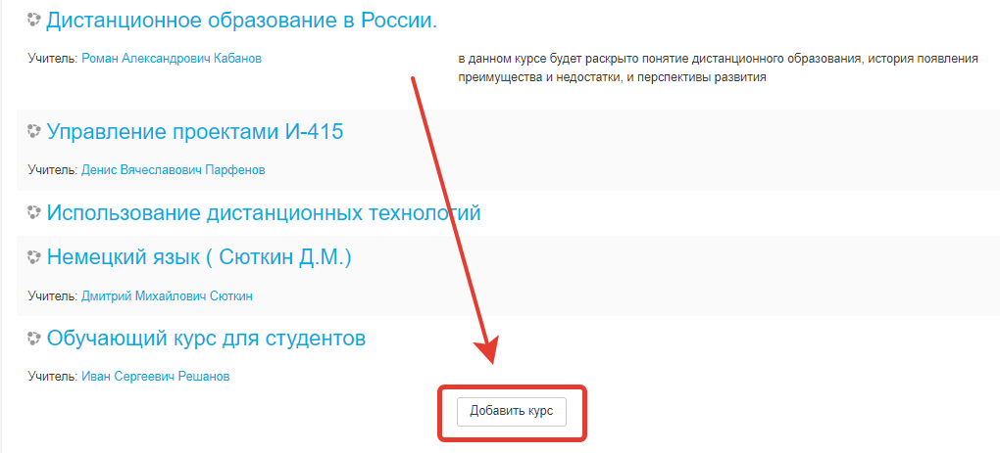 Дистанционное образование в России.
Учитель: Роман Александрович Кабанов
в данном курсе будет раскрыто понятие дистанционного образования, история появления
преимущества и недостатки, и перспективы развития
Управление проектами И-415
Учитель: Денис Вячеславович Парфенов
Использование дистанционных технологий
Немецкий язык ( Сюткин Д.М.)
Учитель: Дмитрий Михайлович Сюткин
Обучающий курс для студентов
Учитель: Иван Сергеевич Решанов
Добавить курс